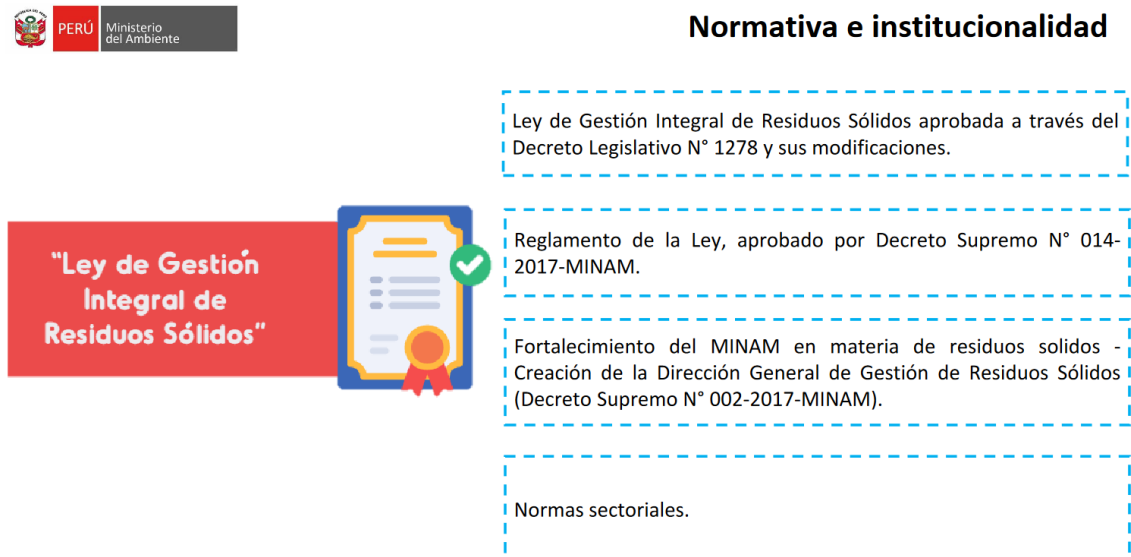 PERÚ
Ministerio
del Ambiente
Normativa e institucionalidad
Ley de Gestión Integral de Residuos Sólidos aprobada a través del
Decreto Legislativo N° 1278 y sus modificaciones.
Reglamento de la Ley, aprobado por Decreto Supremo N° 014-
2017-MINAM.
"Ley de Gestión
Integral de
Residuos Sólidos"
Fortalecimiento del MINAM en materia de residuos solidos -
Creación de la Dirección General de Gestión de Residuos Sólidos
(Decreto Supremo N° 002-2017-MINAM).
Normas sectoriales.